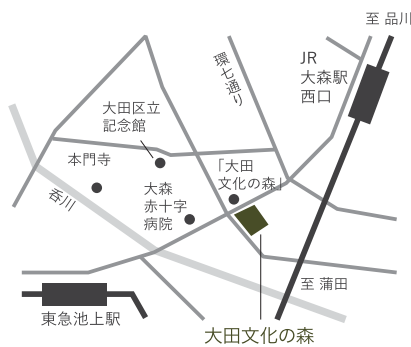 至 品川
環七通り
JR
大森駅
西口
大田区立
記念館
本門寺
「大田
文化の森」
大森
赤十字
病院
呑川
至 蒲田
東急池上駅
大田文化の森